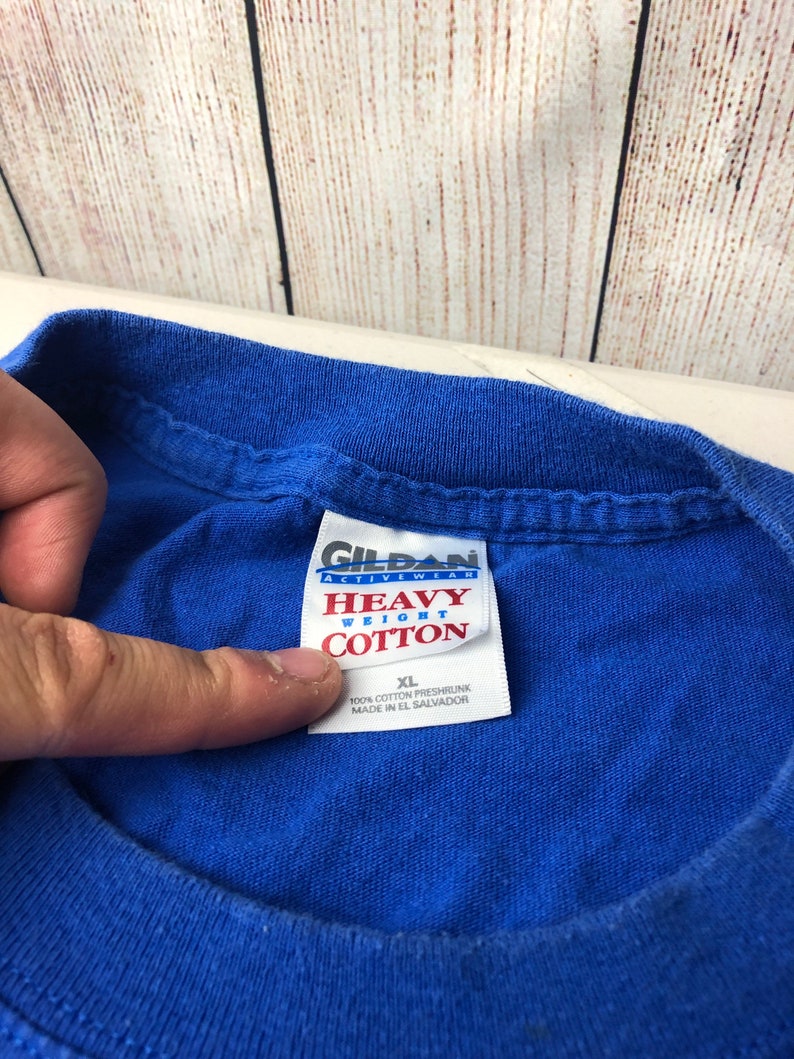 GILDAN
ACTIVEWEAR
HEAVY
WEIGHT
COTTON
XL
100% COTTON PRESHRUNK
MADE IN EL SALVADOR